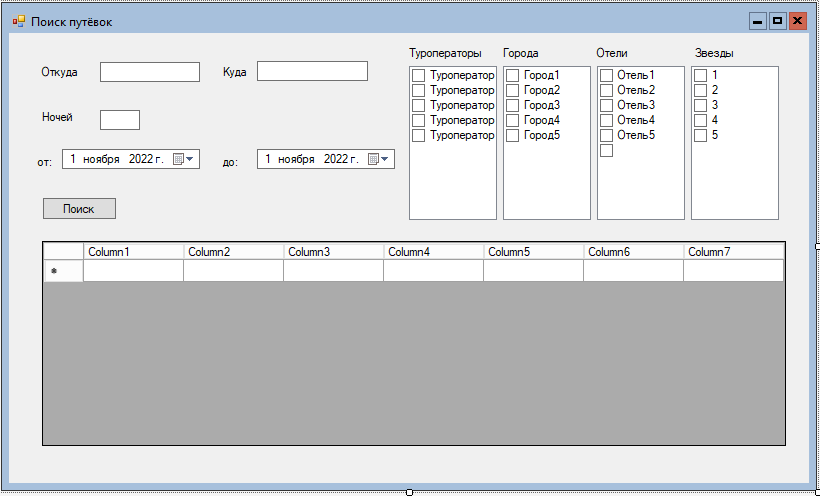 Поиск путёвок
Туроператоры Города Отели Звезды
Откуда Куда
Туроператор Город1 Отель1 1
Туроператор Город2 Отель2 2
Туроператор Город3 Отель3 3
Туроператор Город4 Отель4 4
Туроператор Город5 Отель5 5
Ночей
от: 1 ноября 2022 г. до: 1 ноября 2022 г.
Поиск
Column1 Column2 Column3 Column4 Column5 Column6 Column7